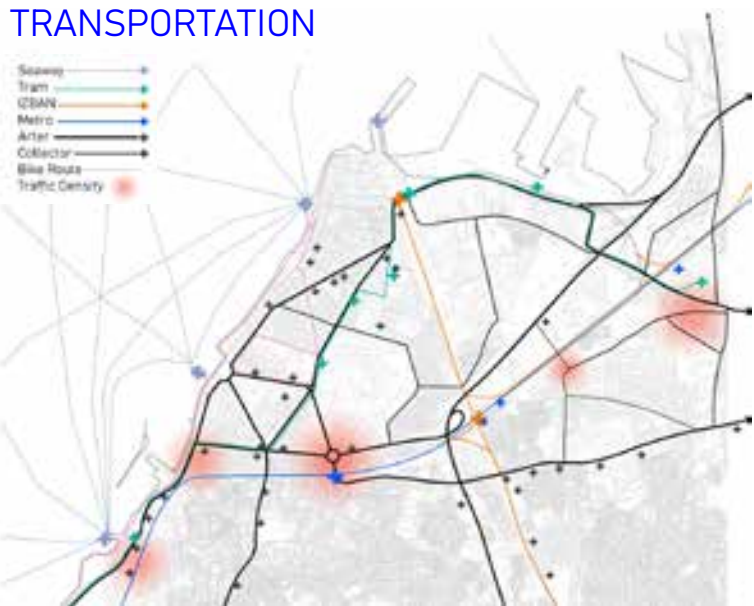 TRANSPORTATION
Seaway
Tram
IZBAN
Metro
Arter
Collector
Bike Route
Traffic Density